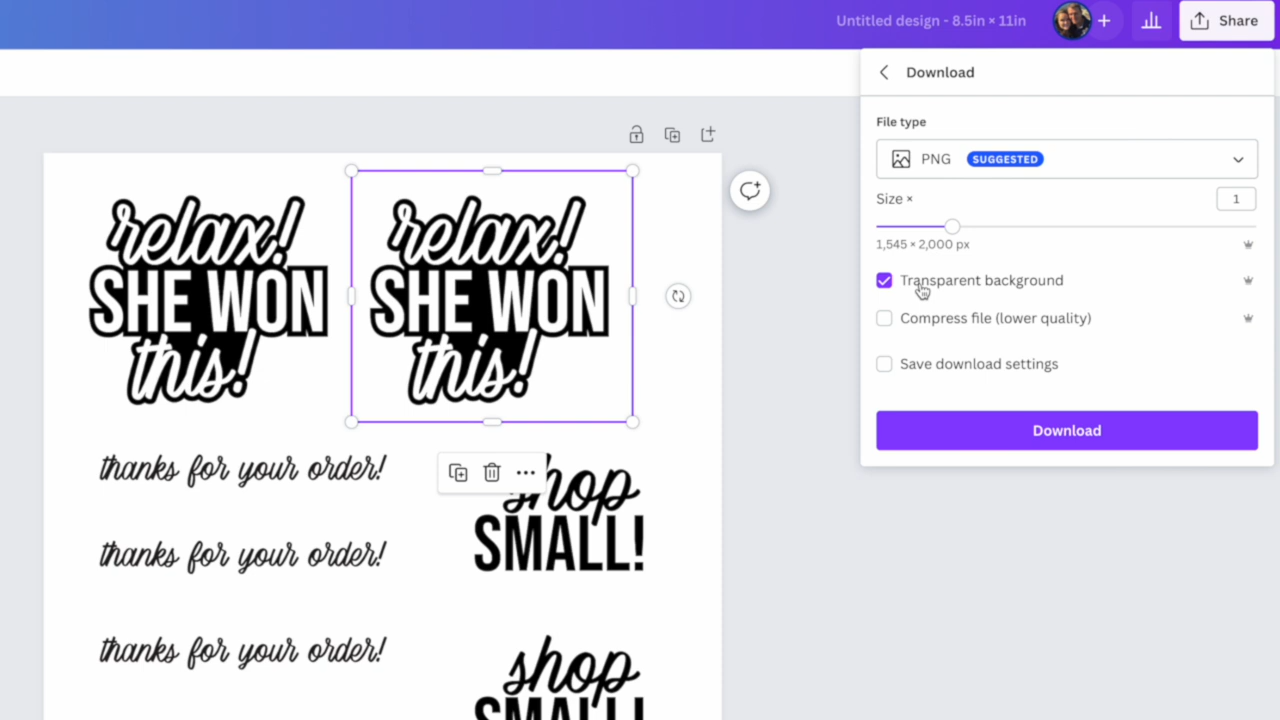 Untitled design - 8.5in × 11in
Share
Download
File type
PNG SUGGESTED
Size ×
1
1,545 × 2,000 px
Transparent background
Compress file (lower quality)
Save download settings
Download
relax!
SHE WON
this!
relax!
SHE WON
this!
thanks for your order!
thanks for your order!
thanks for your order!
shop
SMALL!
shop
SMALL!